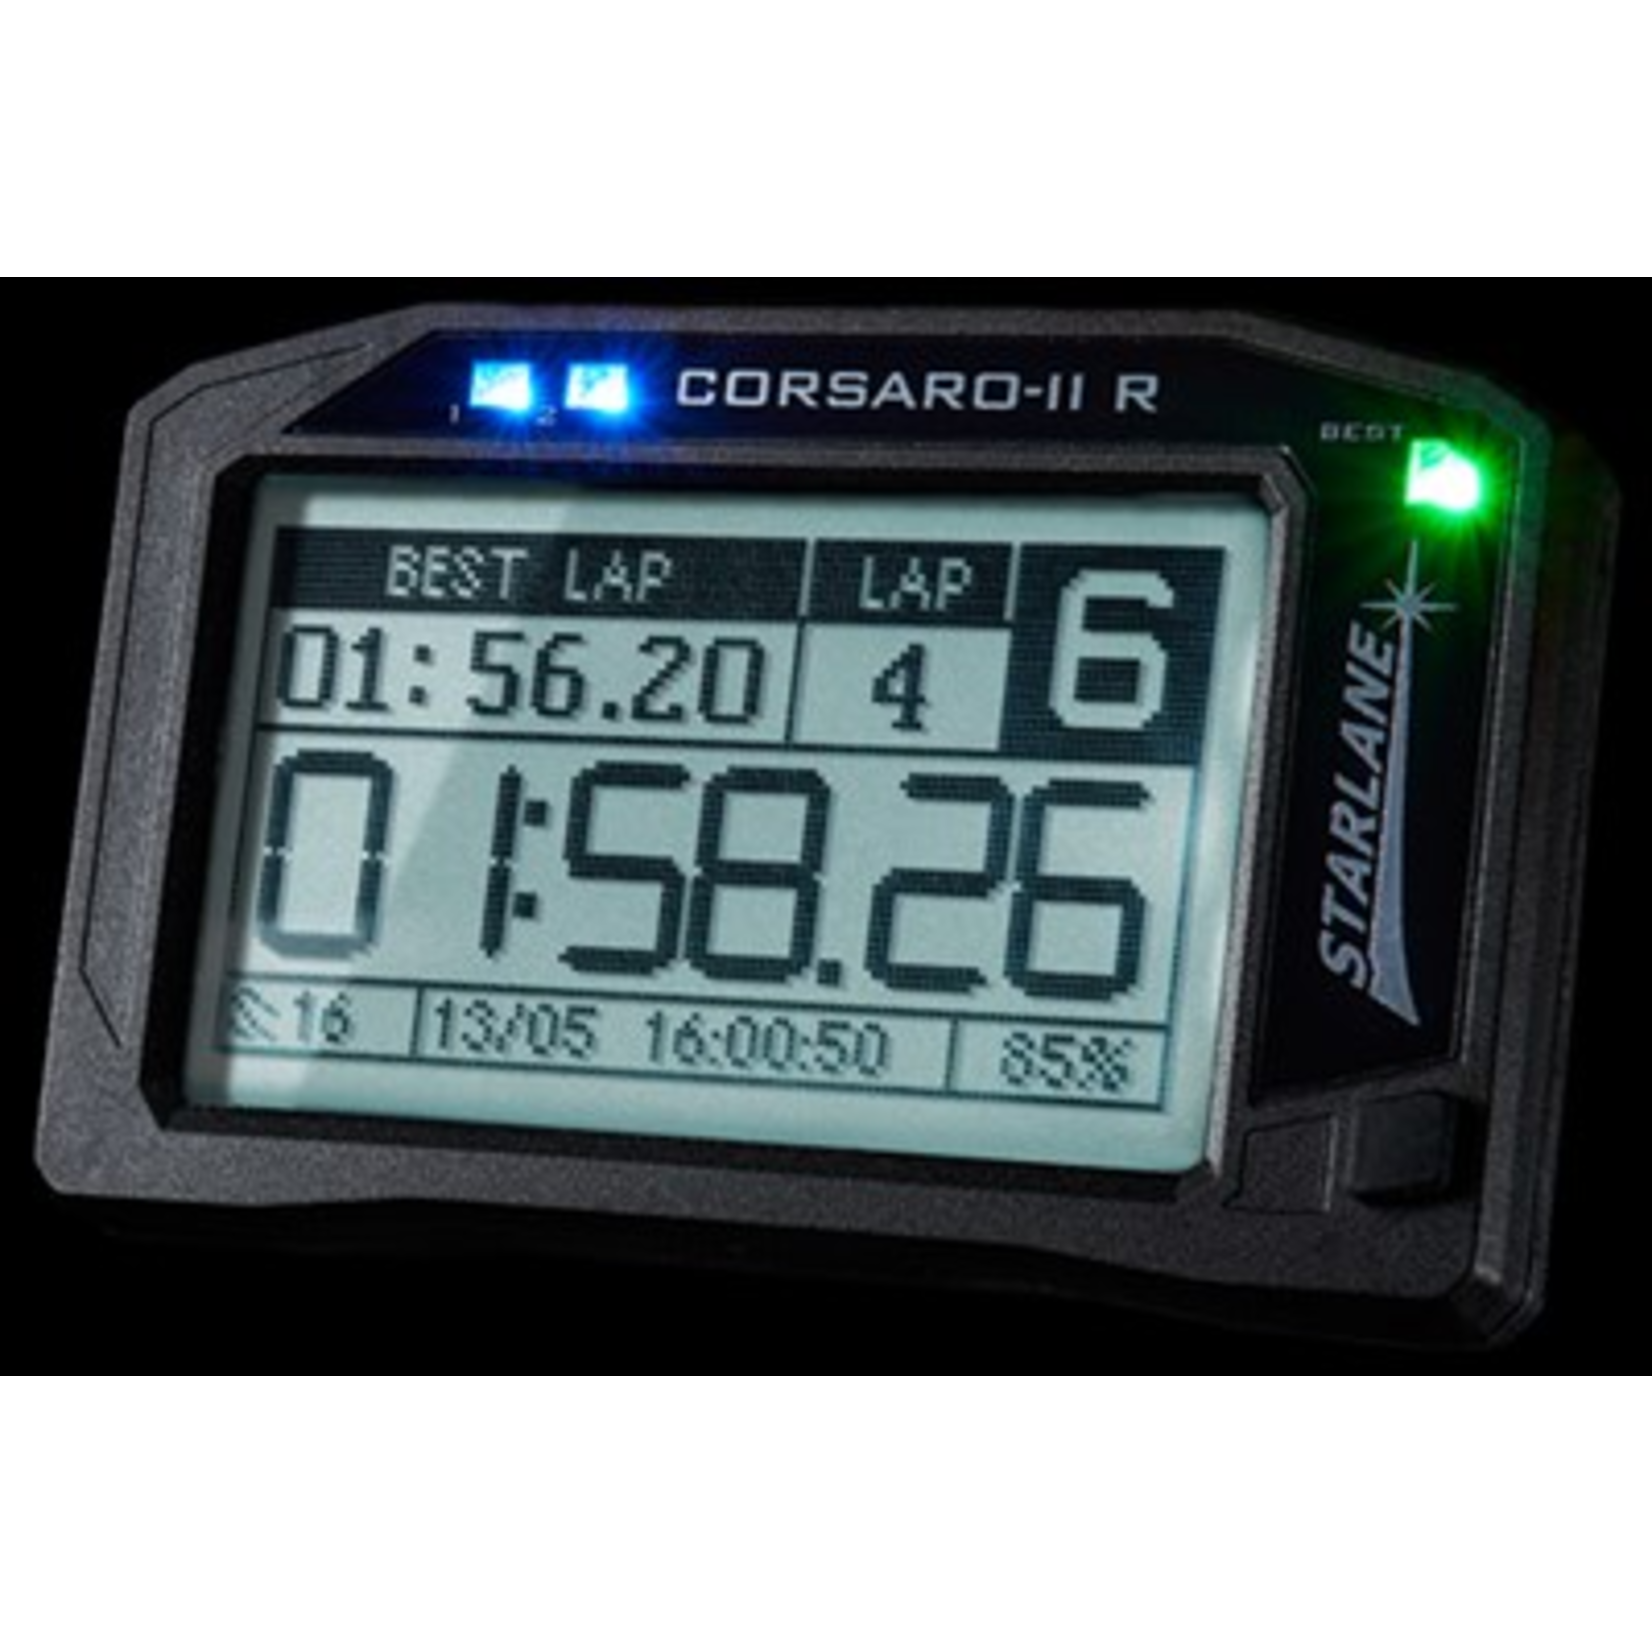 1 2 CORSARO-II R
BEST
BEST LAP LAP 6
01:56.20 4
01:58.26
16 13/05 16:00:50 85%
STARLANE